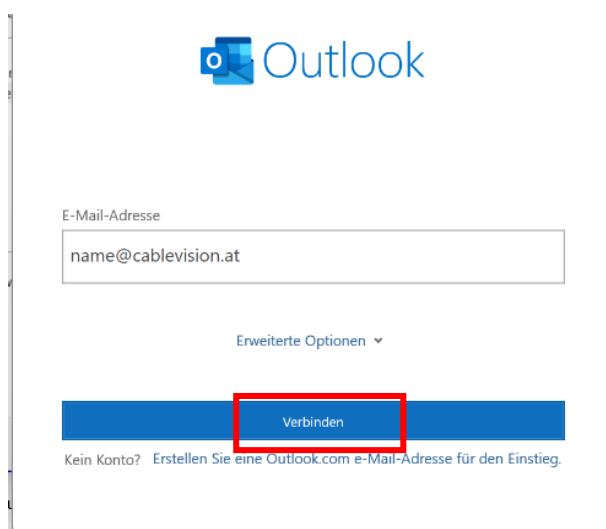 Outlook
E-Mail-Adresse
name@cablevision.at
Erweiterte Optionen
Verbinden
Kein Konto? Erstellen Sie eine Outlook.com e-Mail-Adresse für den Einstieg.